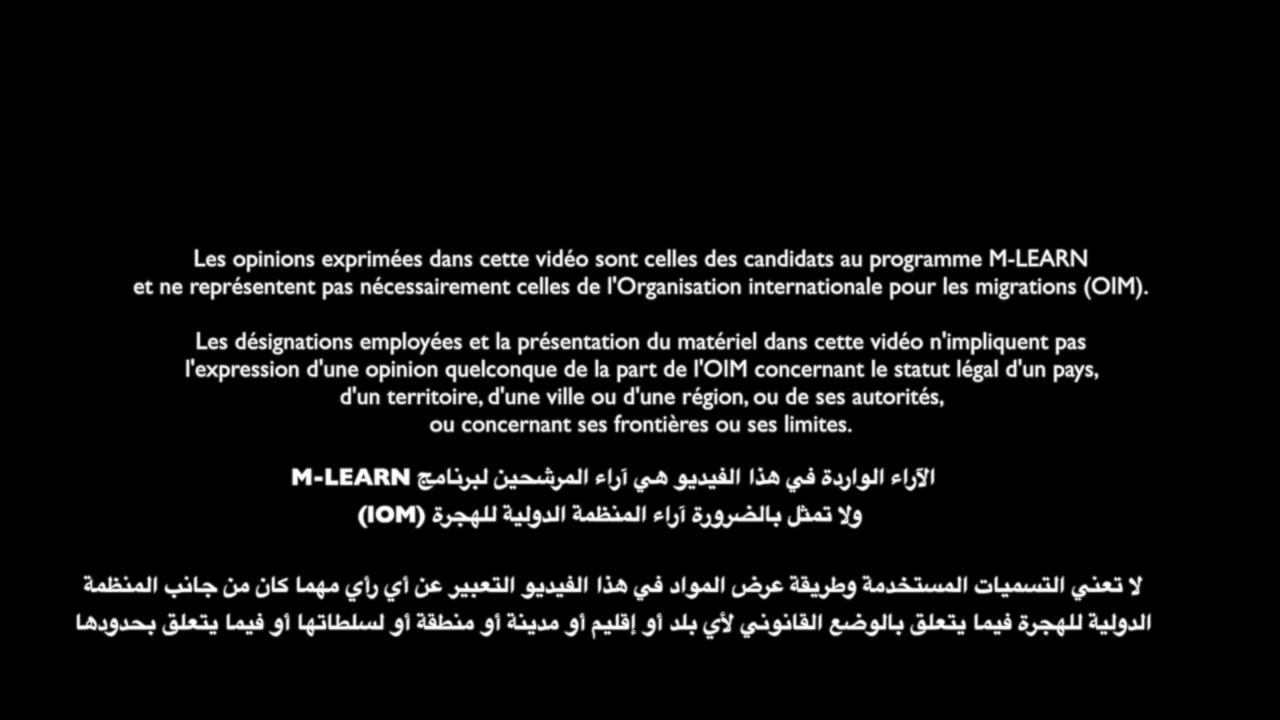 Les opinions exprimées dans cette vidéo sont celles des candidats au programme M-LEARN
et ne représentent pas nécessairement celles de l'Organisation internationale pour les migrations (OIM).
Les désignations employées et la présentation du matériel dans cette vidéo n'impliquent pas
l'expression d'une opinion quelconque de la part de l'OIM concernant le statut légal d'un pays,
d'un territoire, d'une ville ou d'une région, ou de ses autorités,
ou concernant ses frontières ou ses limites.
الآراء الواردة في هذا الفيديو هي آراء المرشحين لبرنامج M-LEARN
ولا تمثل بالضرورة آراء المنظمة الدولية للهجرة (IOM)
لا تعني التسميات المستخدمة وطريقة عرض المواد في هذا الفيديو التعبير عن أي رأي مهما كان من جانب المنظمة
الدولية للهجرة فيما يتعلق بالوضع القانوني لأي بلد أو إقليم أو مدينة أو منطقة أو لسلطاتها أو فيما يتعلق بحدودها